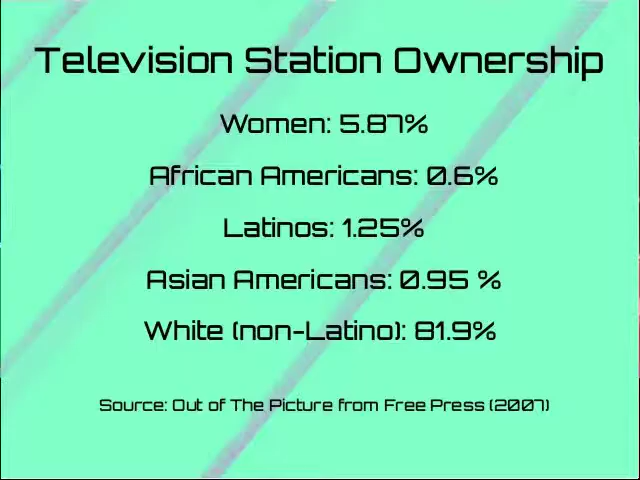 Television Station Ownership
Women: 5.87%
African Americans: 0.6%
Latinos: 1.25%
Asian Americans: 0.95 %
White (non-Latino): 81.9%
Source: Out of The Picture from Free Press (2007)